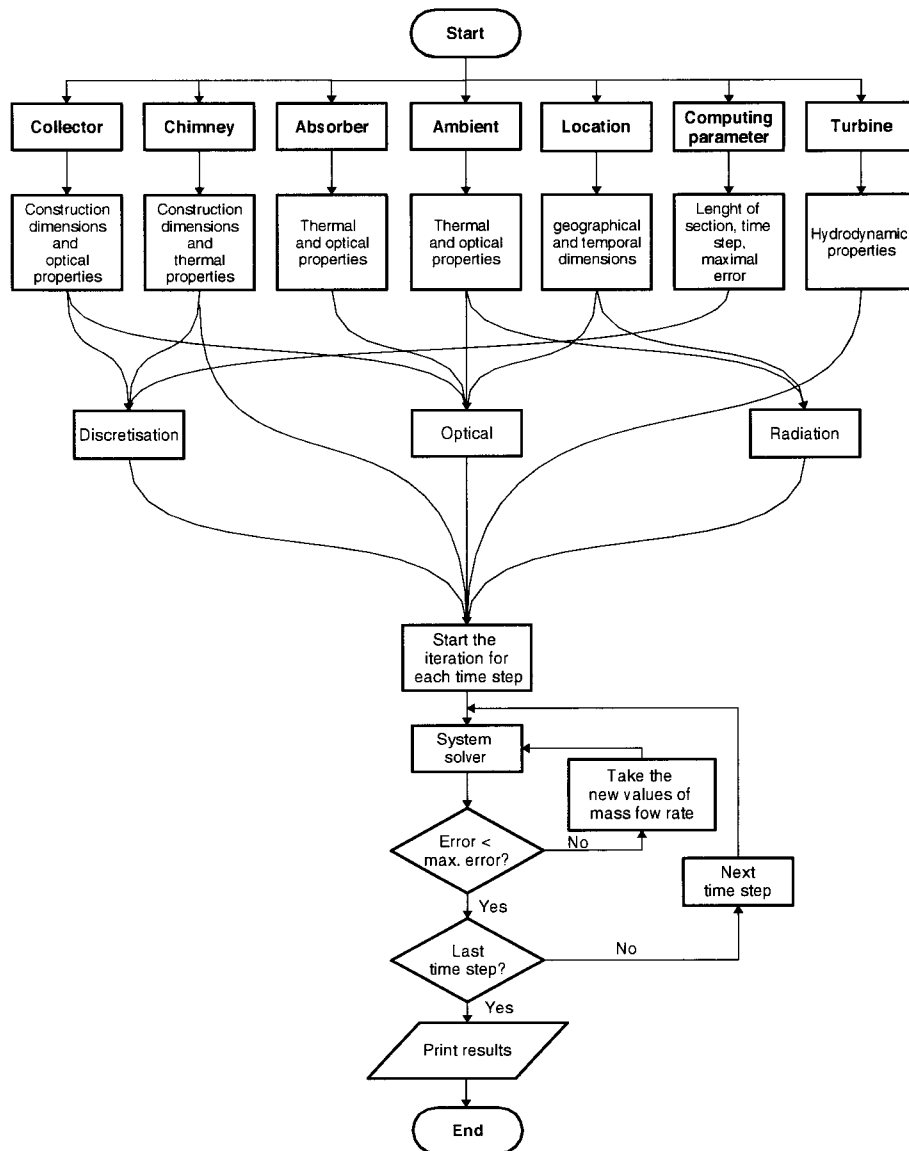 Start
Collector
Chimney
Absorber
Ambient
Location
Computing
parameter
Turbine
Construction
dimensions
and
optical
properties
Construction
dimensions
and
thermal
properties
Thermal
and optical
properties
Thermal
and optical
properties
geographical
and temporal
dimensions
Lenght of
section, time
step,
maximal
error
Hydrodynamic
properties
Discretisation
Optical
Radiation
Start the
iteration for
each time step
System
solver
Take the
new values of
mass fow rate
Error <
max. error?
No
Next
time step
Yes
Last
time step?
No
Yes
Print results
End